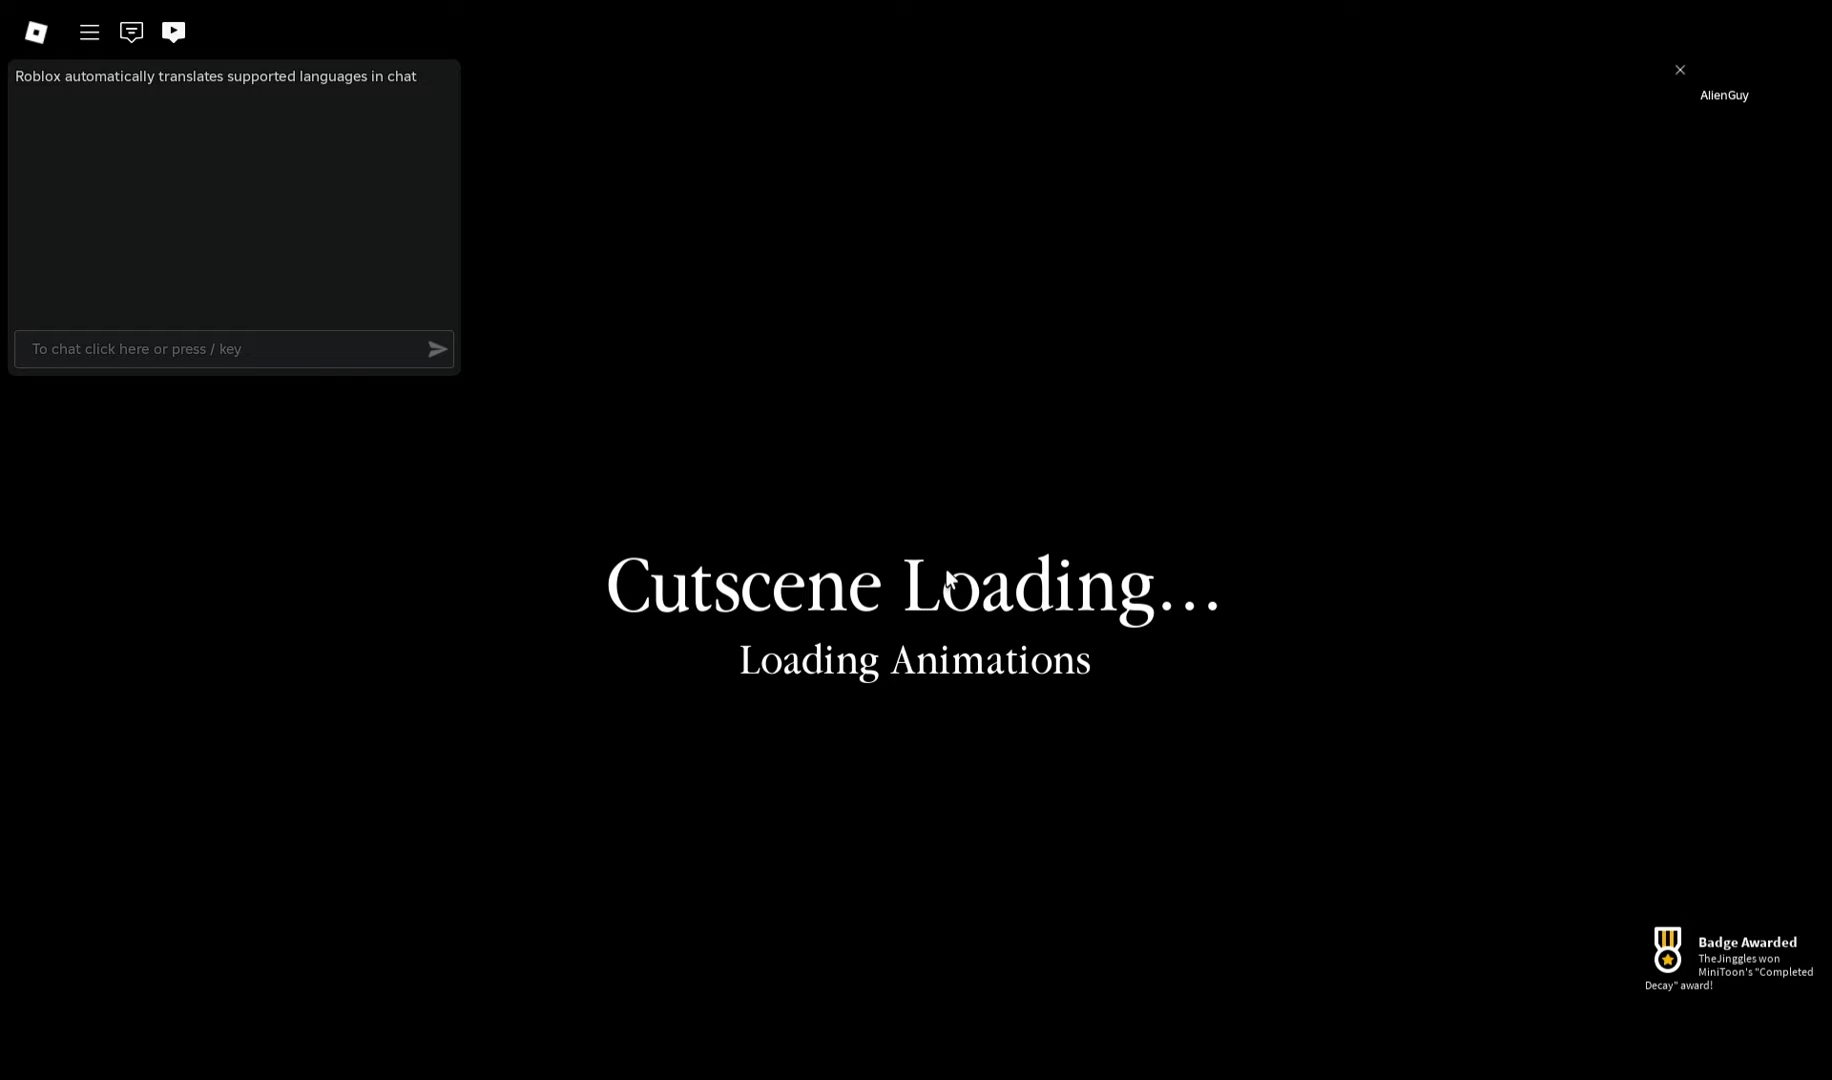 Roblox automatically translates supported languages in chat
To chat click here or press / key
AlienGuy
Cutscene Loading...
Loading Animations
Badge Awarded
TheJinggles won
MiniToon's "Completed
Decay" award!